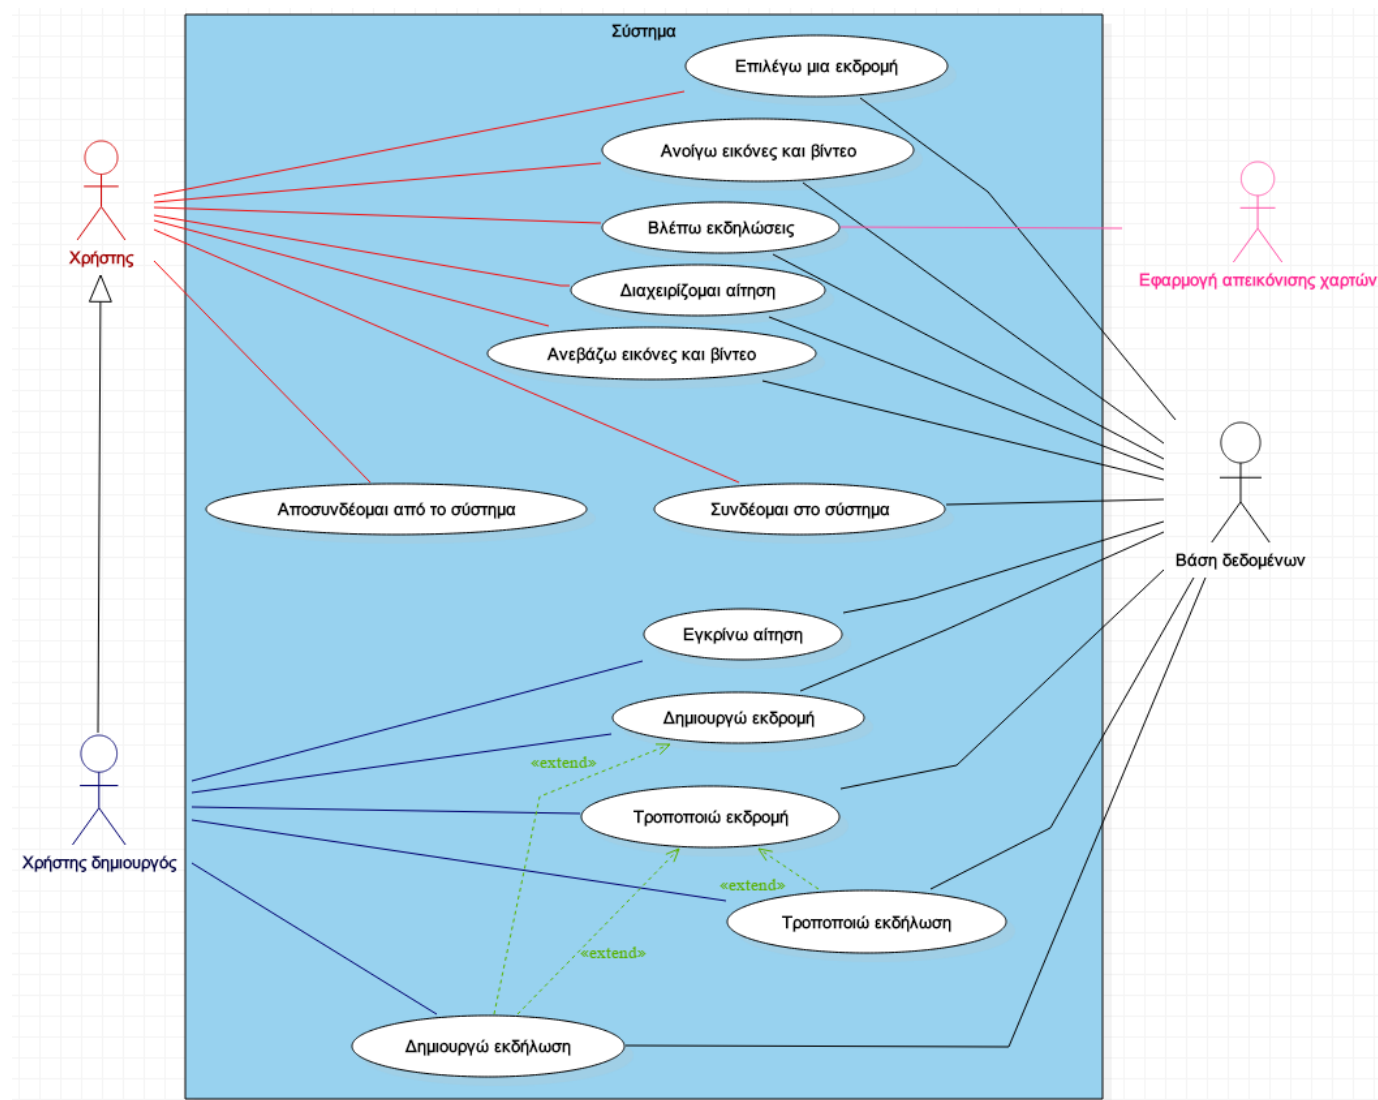 Σύστημα
Επιλέγω μια εκδρομή
Ανοίγω εικόνες και βίντεο
Βλέπω εκδηλώσεις
Χρήστης
Εφαρμογή απεικόνισης χαρτών
Διαχειρίζομαι αίτηση
Ανεβάζω εικόνες και βίντεο
Αποσυνδέομαι από το σύστημα
Συνδέομαι στο σύστημα
Βάση δεδομένων
Εγκρίνω αίτηση
Δημιουργώ εκδρομή
«extend»
Τροποποιώ εκδρομή
Χρήστης δημιουργός
«extend»
Τροποποιώ εκδήλωση
«extend»
Δημιουργώ εκδήλωση